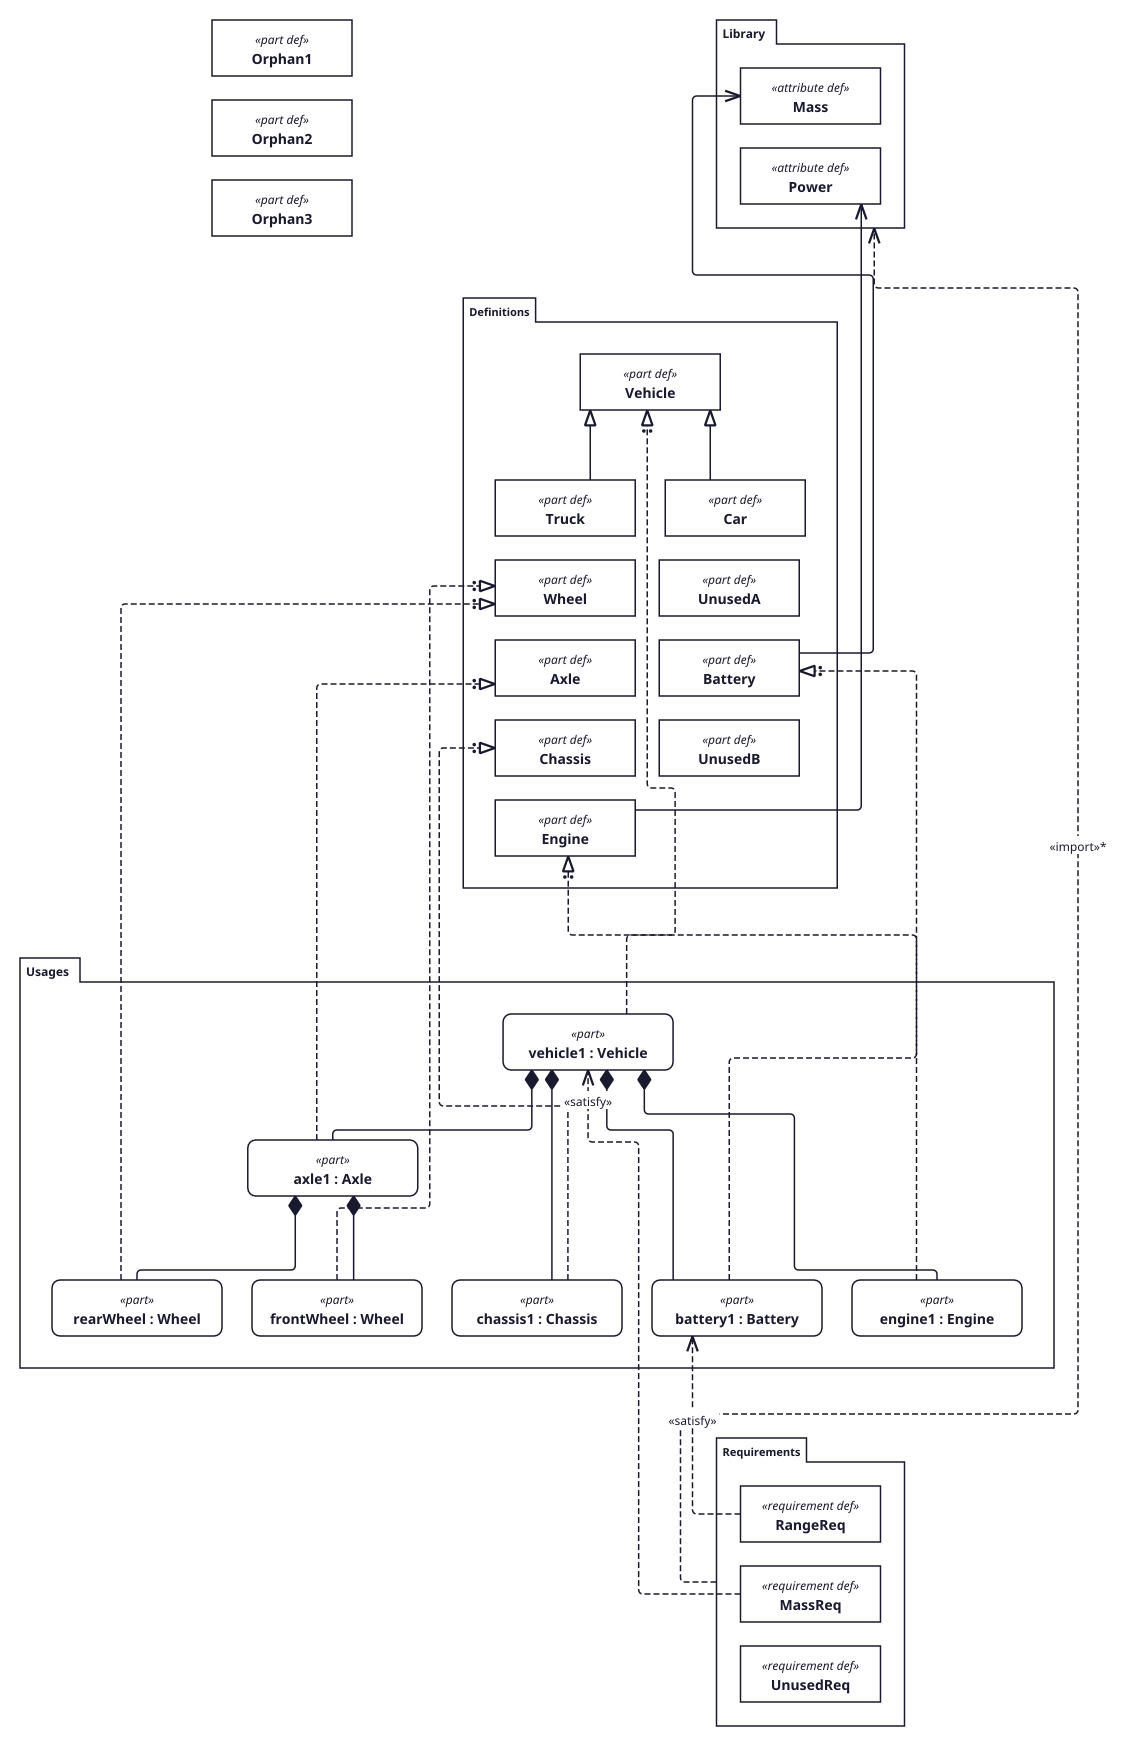 «part def»
Orphan1
«part def»
Orphan2
«part def»
Orphan3
Library
«attribute def»
Mass
«attribute def»
Power
Definitions
«part def»
Vehicle
«part def»
Truck
«part def»
Car
«part def»
Wheel
«part def»
UnusedA
«part def»
Axle
«part def»
Battery
«part def»
Chassis
«part def»
UnusedB
«part def»
Engine
«import»*
Usages
«part»
vehicle1 : Vehicle
«satisfy»
«part»
axle1 : Axle
«part»
rearWheel : Wheel
«part»
frontWheel : Wheel
«part»
chassis1 : Chassis
«part»
battery1 : Battery
«part»
engine1 : Engine
«satisfy»
Requirements
«requirement def»
RangeReq
«requirement def»
MassReq
«requirement def»
UnusedReq